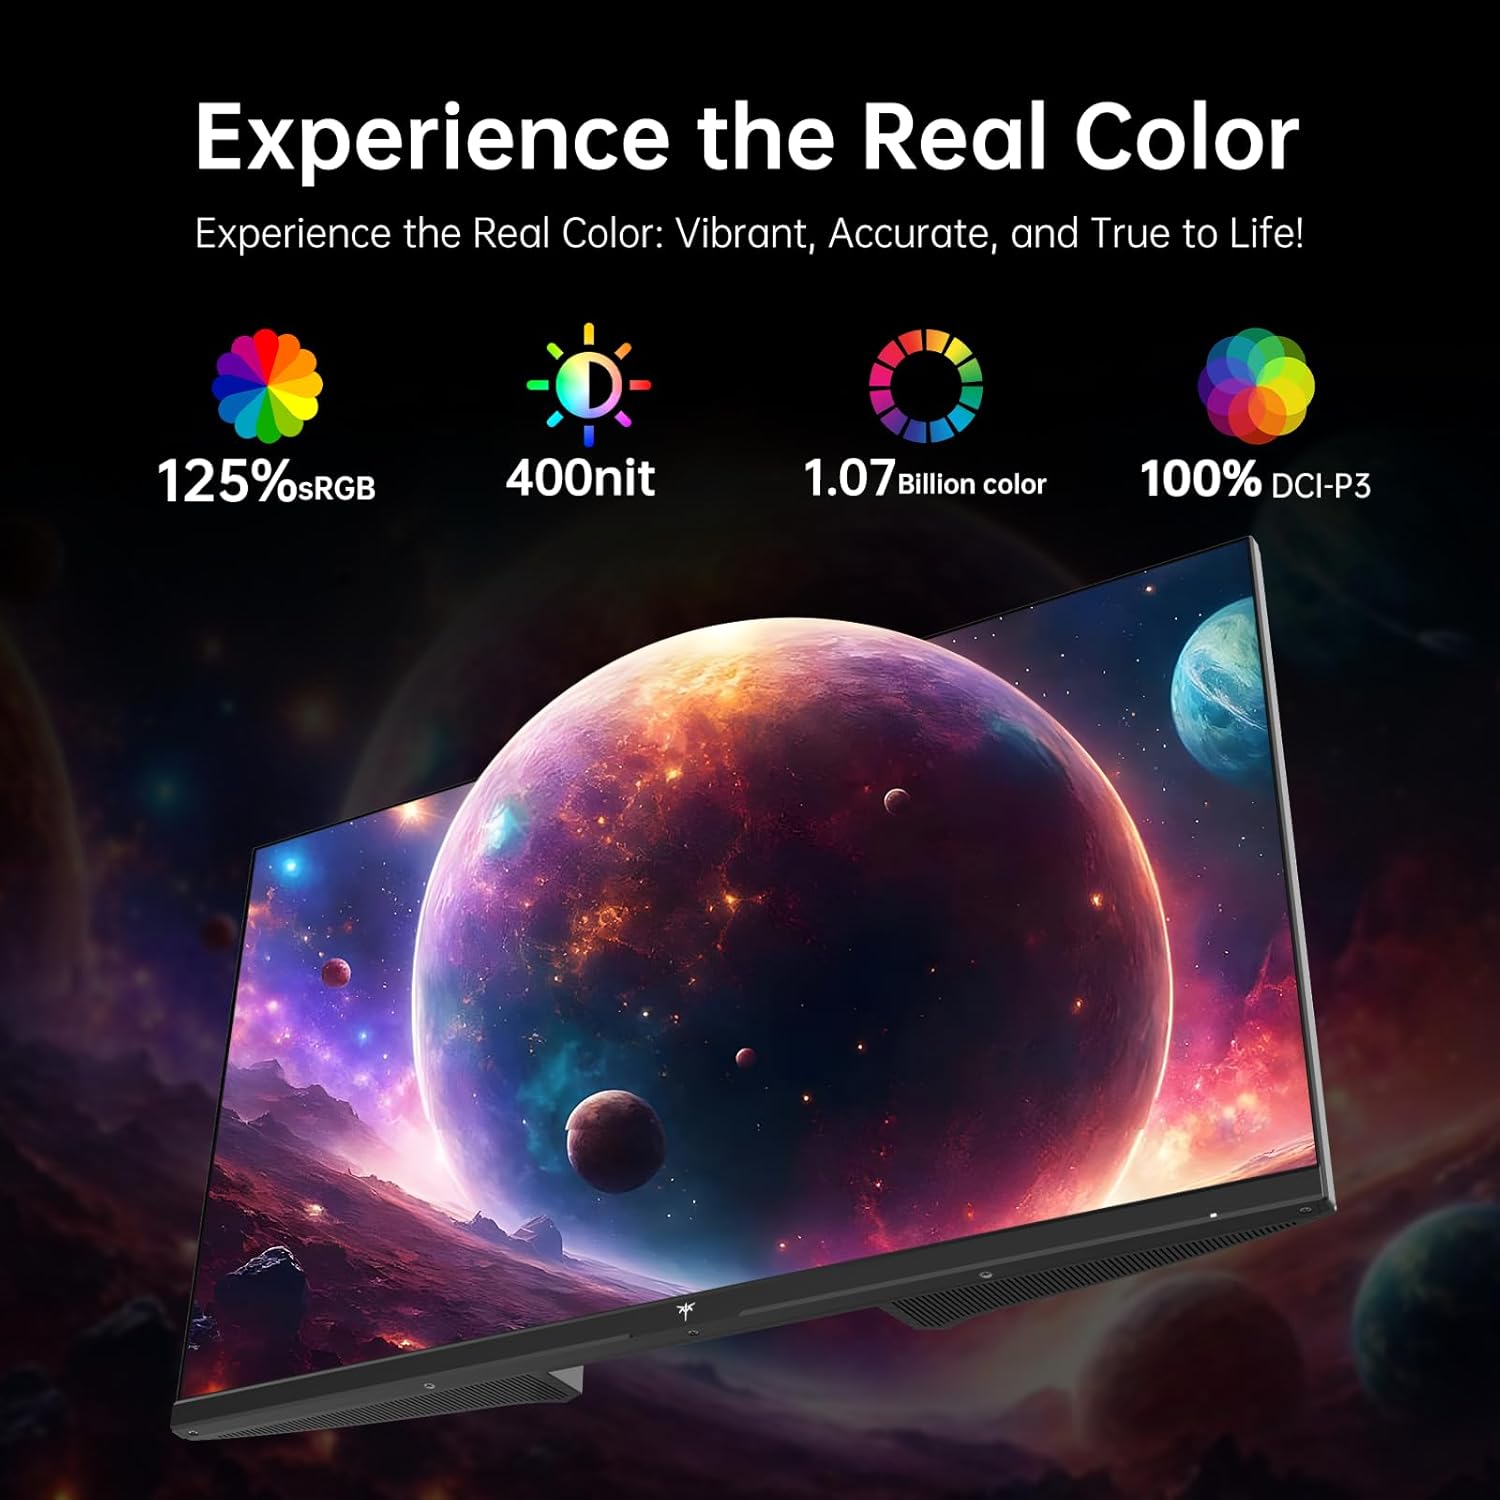 Experience the Real Color
Experience the Real Color: Vibrant, Accurate, and True to Life!
125%sRGB
400nit
1.07Billion color
100% DCI-P3